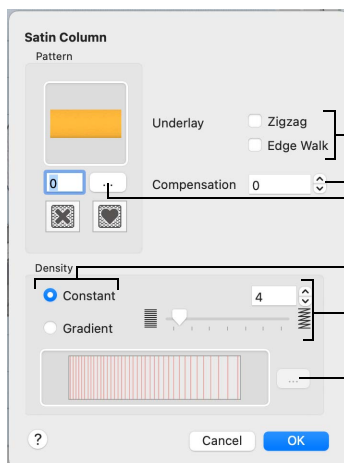 Satin Column
Pattern
Underlay
Zigzag
Edge Walk
0
...
Compensation
0
Density
Constant
4
Gradient
...
?
Cancel
OK